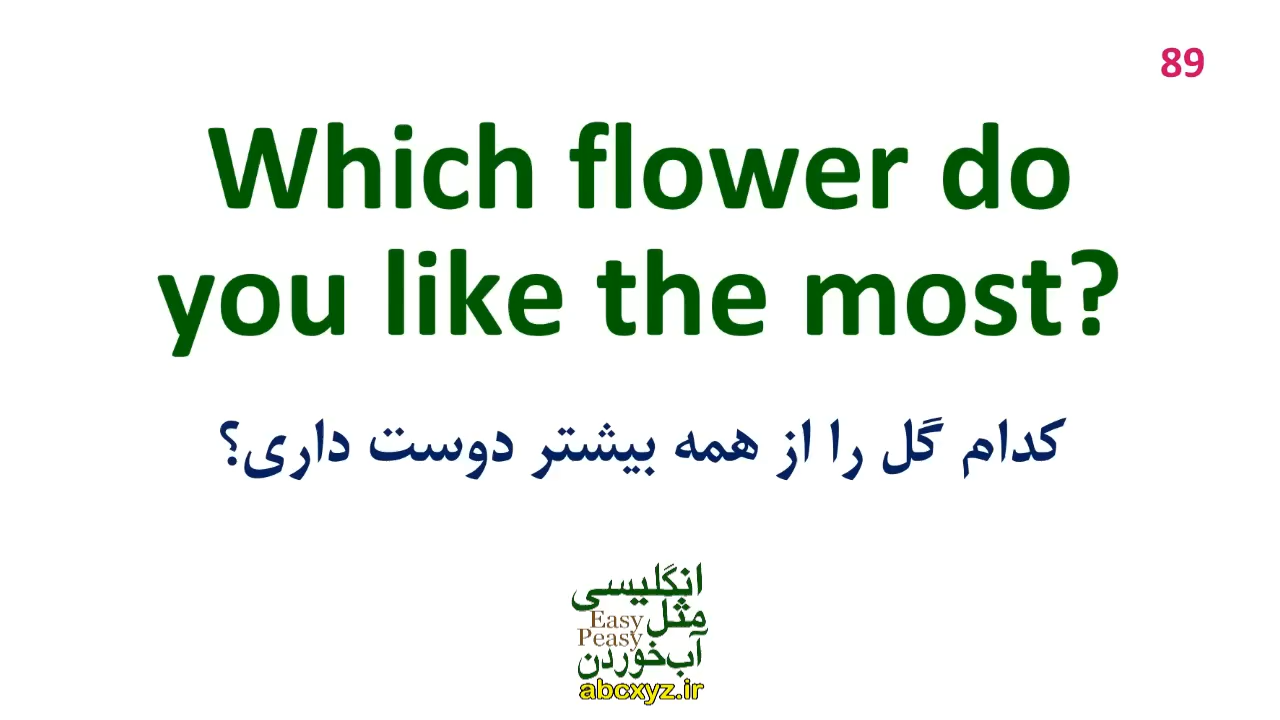 89
Which flower do
you like the most?
کدام گل را از همه بیشتر دوست داری؟
انگلیسی
مثل
Easy
Peasy
آب‌خوردن
abcxyz.ir